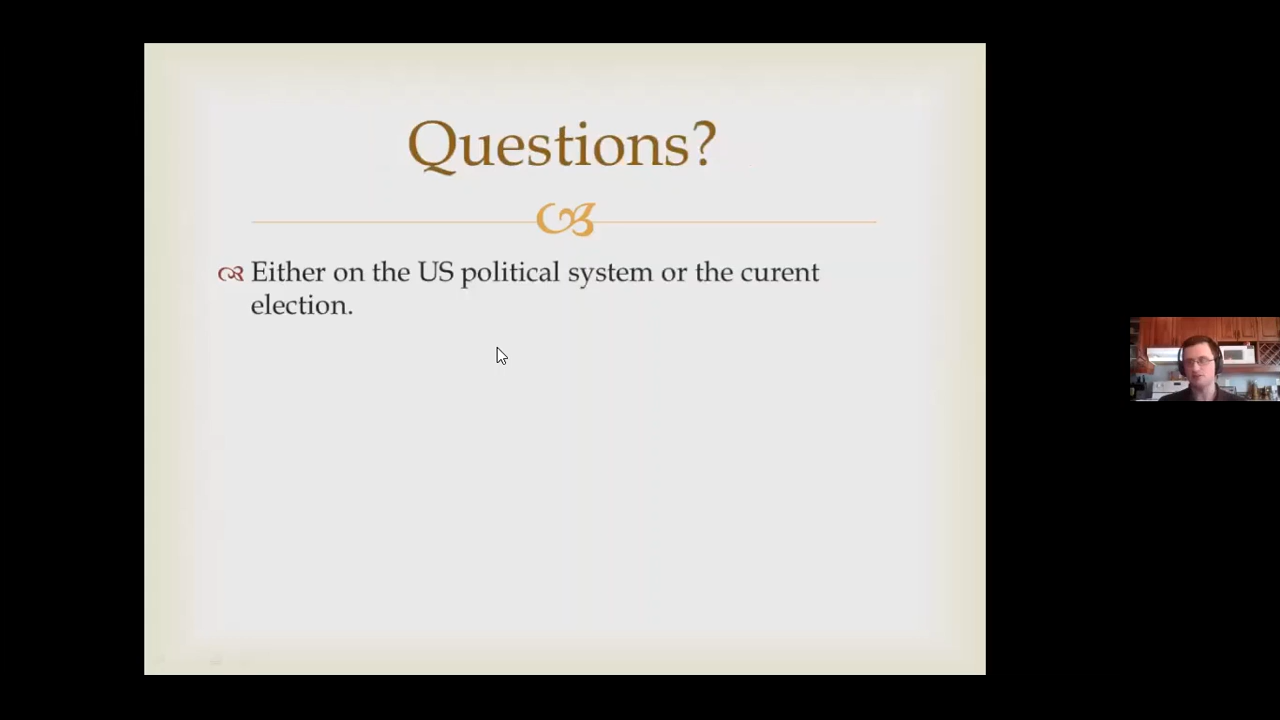 Questions?
Either on the US political system or the curent
election.